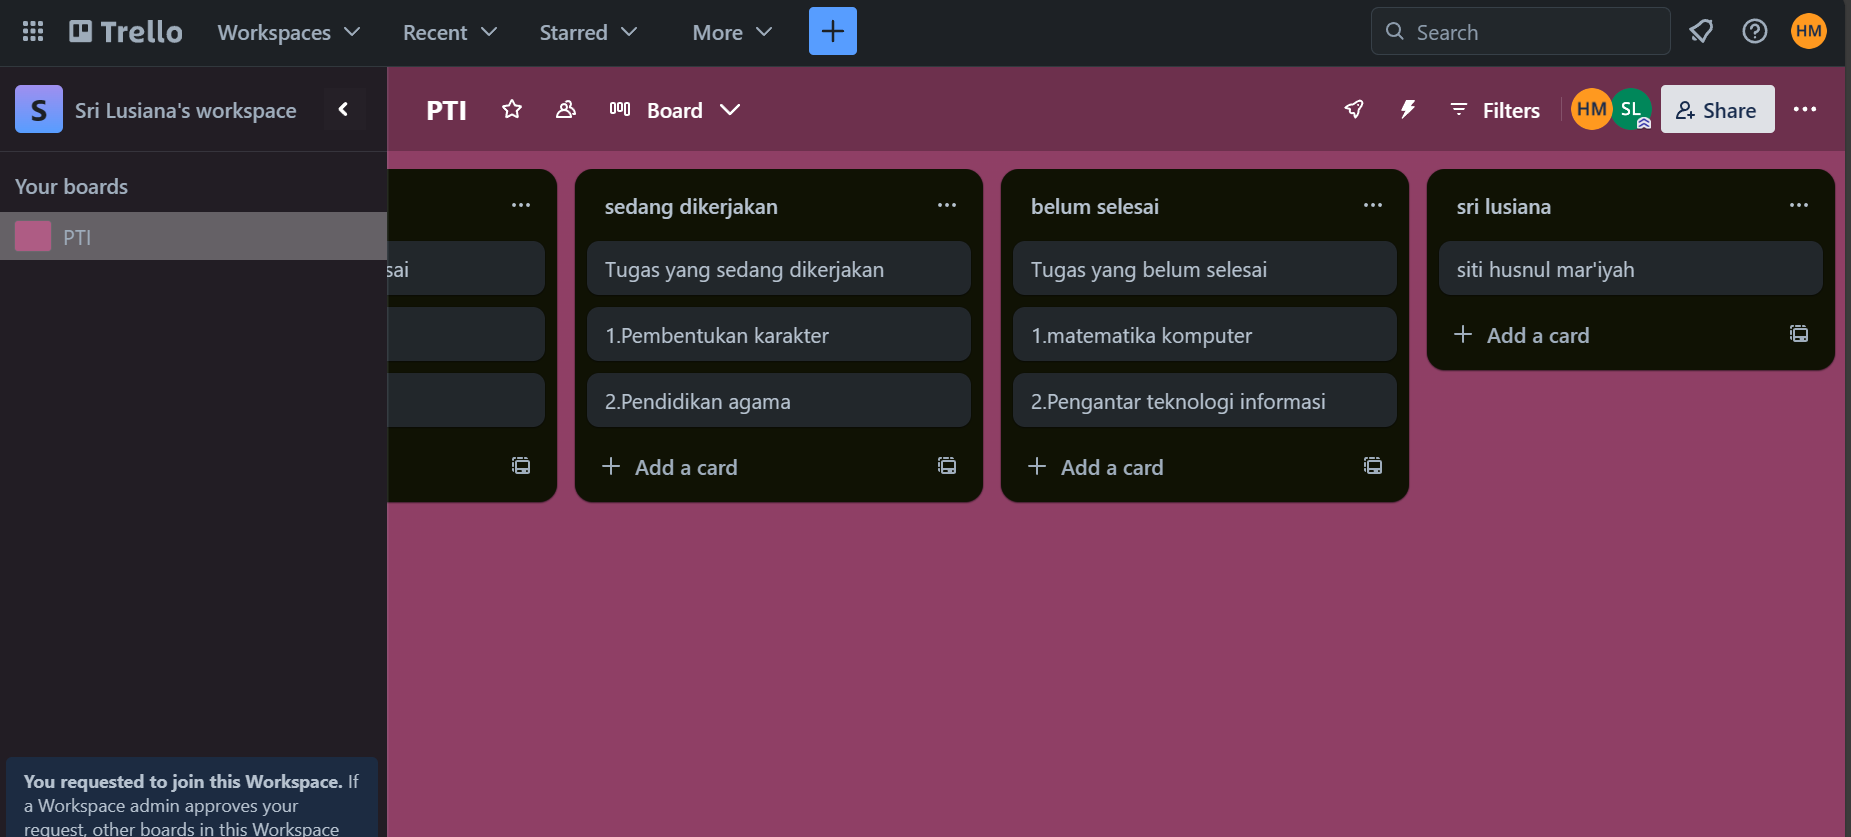 Trello
Workspaces
Recent
Starred
More
Search
HM
S
Sri Lusiana's workspace
PTI
Board
Filters
HM
SL
Share
Your boards
PTI
sai
sedang dikerjakan
Tugas yang sedang dikerjakan
1.Pembentukan karakter
2.Pendidikan agama
Add a card
belum selesai
Tugas yang belum selesai
1.matematika komputer
2.Pengantar teknologi informasi
Add a card
sri lusiana
siti husnul mar'iyah
Add a card
You requested to join this Workspace. If
a Workspace admin approves your
request, other boards in this Workspace